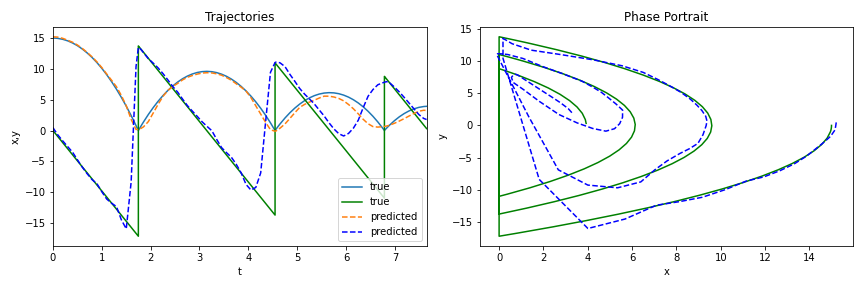 Trajectories
x,y
15
10
5
0
−5
−10
−15
0 1 2 3 4 5 6 7
t
true
true
predicted
predicted
Phase Portrait
y
15
10
5
0
−5
−10
−15
0 2 4 6 8 10 12 14
x